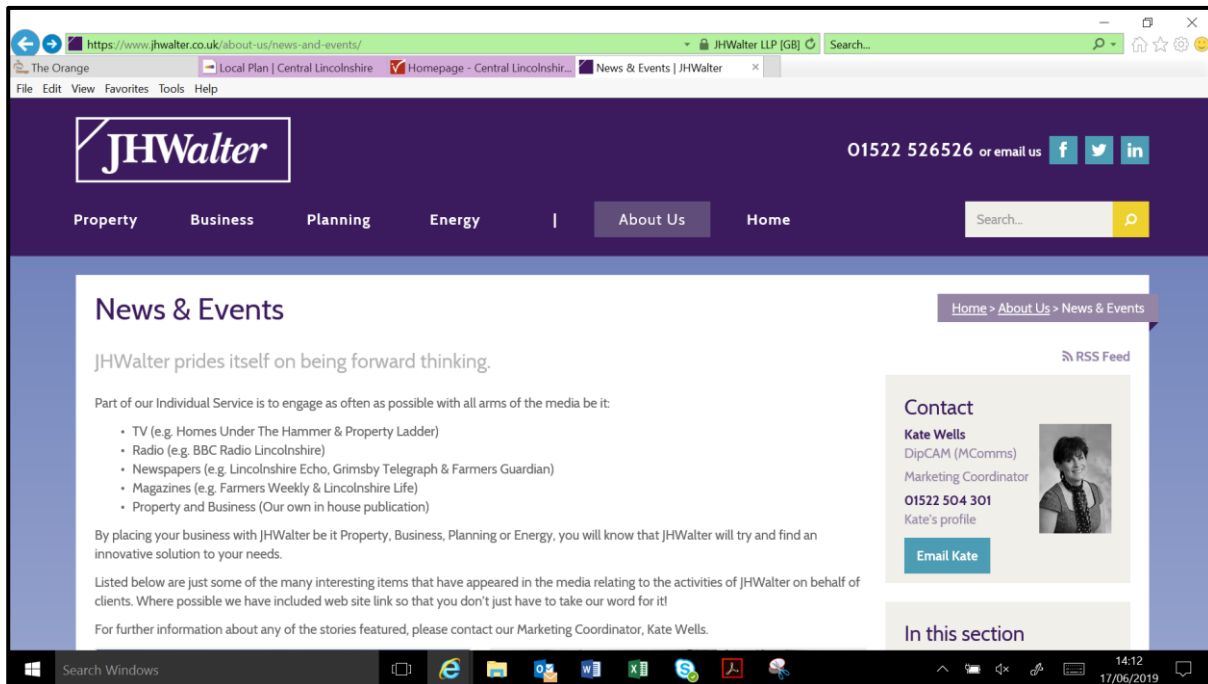 https://www.jhwalter.co.uk/about-us/news-and-events/
JHWalter LLP [GB]
Search...
The Orange
Local Plan | Central Lincolnshire
Homepage - Central Lincolnshir...
News & Events | JHWalter
File Edit View Favorites Tools Help
JHWalter
01522 526526 or email us
Property Business Planning Energy | About Us Home
Search...
News & Events
Home > About Us > News & Events
JHWalter prides itself on being forward thinking.
RSS Feed
Part of our Individual Service is to engage as often as possible with all arms of the media be it:
• TV (e.g. Homes Under The Hammer & Property Ladder)
• Radio (e.g. BBC Radio Lincolnshire)
• Newspapers (e.g. Lincolnshire Echo, Grimsby Telegraph & Farmers Guardian)
• Magazines (e.g. Farmers Weekly & Lincolnshire Life)
• Property and Business (Our own in house publication)
By placing your business with JHWalter be it Property, Business, Planning or Energy, you will know that JHWalter will try and find an
innovative solution to your needs.
Listed below are just some of the many interesting items that have appeared in the media relating to the activities of JHWalter on behalf of
clients. Where possible we have included web site link so that you don't just have to take our word for it!
For further information about any of the stories featured, please contact our Marketing Coordinator, Kate Wells.
Contact
Kate Wells
DipCAM (MComms)
Marketing Coordinator
01522 504 301
Kate's profile
Email Kate
In this section
Search Windows
14:12
17/06/2019